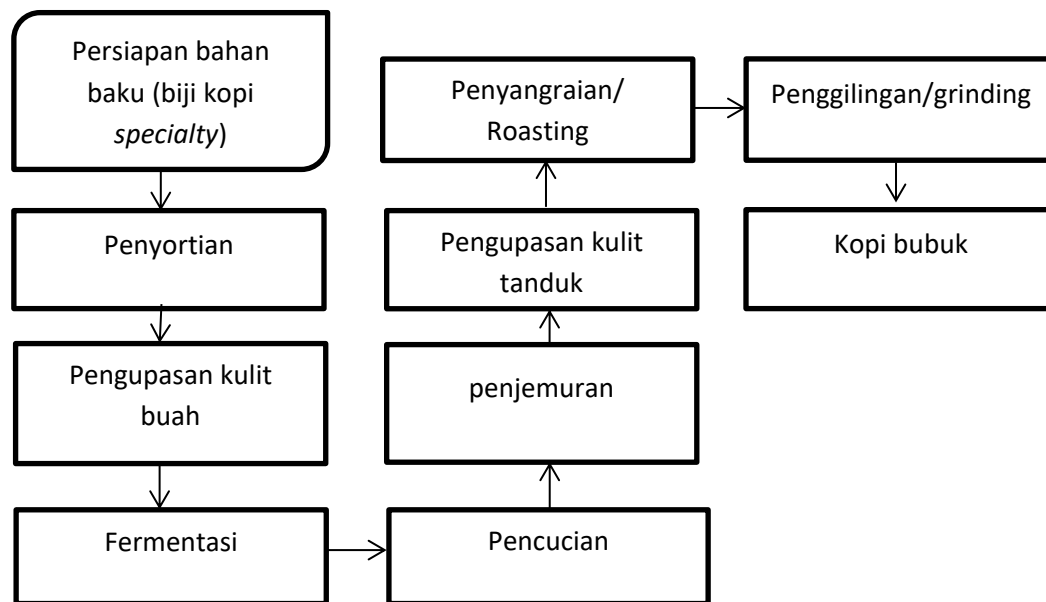 Persiapan bahan
baku (biji kopi
specialty)
Penyortian
Pengupasan kulit
buah
Fermentasi
Pencucian
penjemuran
Pengupasan kulit
tanduk
Penyangraian/
Roasting
Penggilingan/grinding
Kopi bubuk